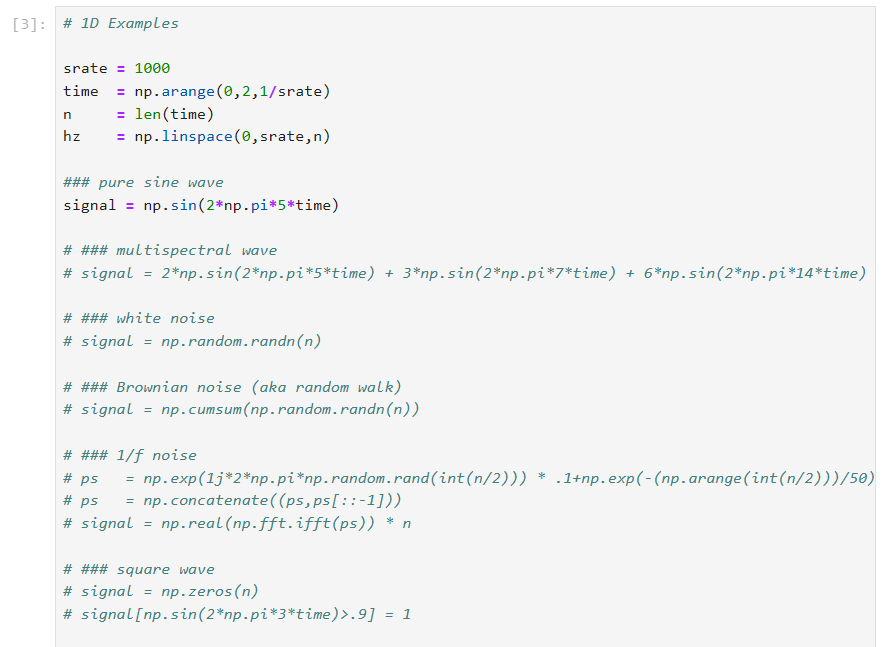 [3]: # 1D Examples
srate = 1000
time  = np.arange(0,2,1/srate)
n     = len(time)
hz    = np.linspace(0,srate,n)
### pure sine wave
signal = np.sin(2*np.pi*5*time)
# ### multispectral wave
# signal = 2*np.sin(2*np.pi*5*time) + 3*np.sin(2*np.pi*7*time) + 6*np.sin(2*np.pi*14*time)
# ### white noise
# signal = np.random.randn(n)
# ### Brownian noise (aka random walk)
# signal = np.cumsum(np.random.randn(n))
# ### 1/f noise
# ps   = np.exp(1j*2*np.pi*np.random.rand(int(n/2))) * .1+np.exp(-(np.arange(int(n/2)))/50)
# ps   = np.concatenate((ps,ps[::-1]))
# signal = np.real(np.fft.ifft(ps)) * n
# ### square wave
# signal = np.zeros(n)
# signal[np.sin(2*np.pi*3*time)>.9] = 1